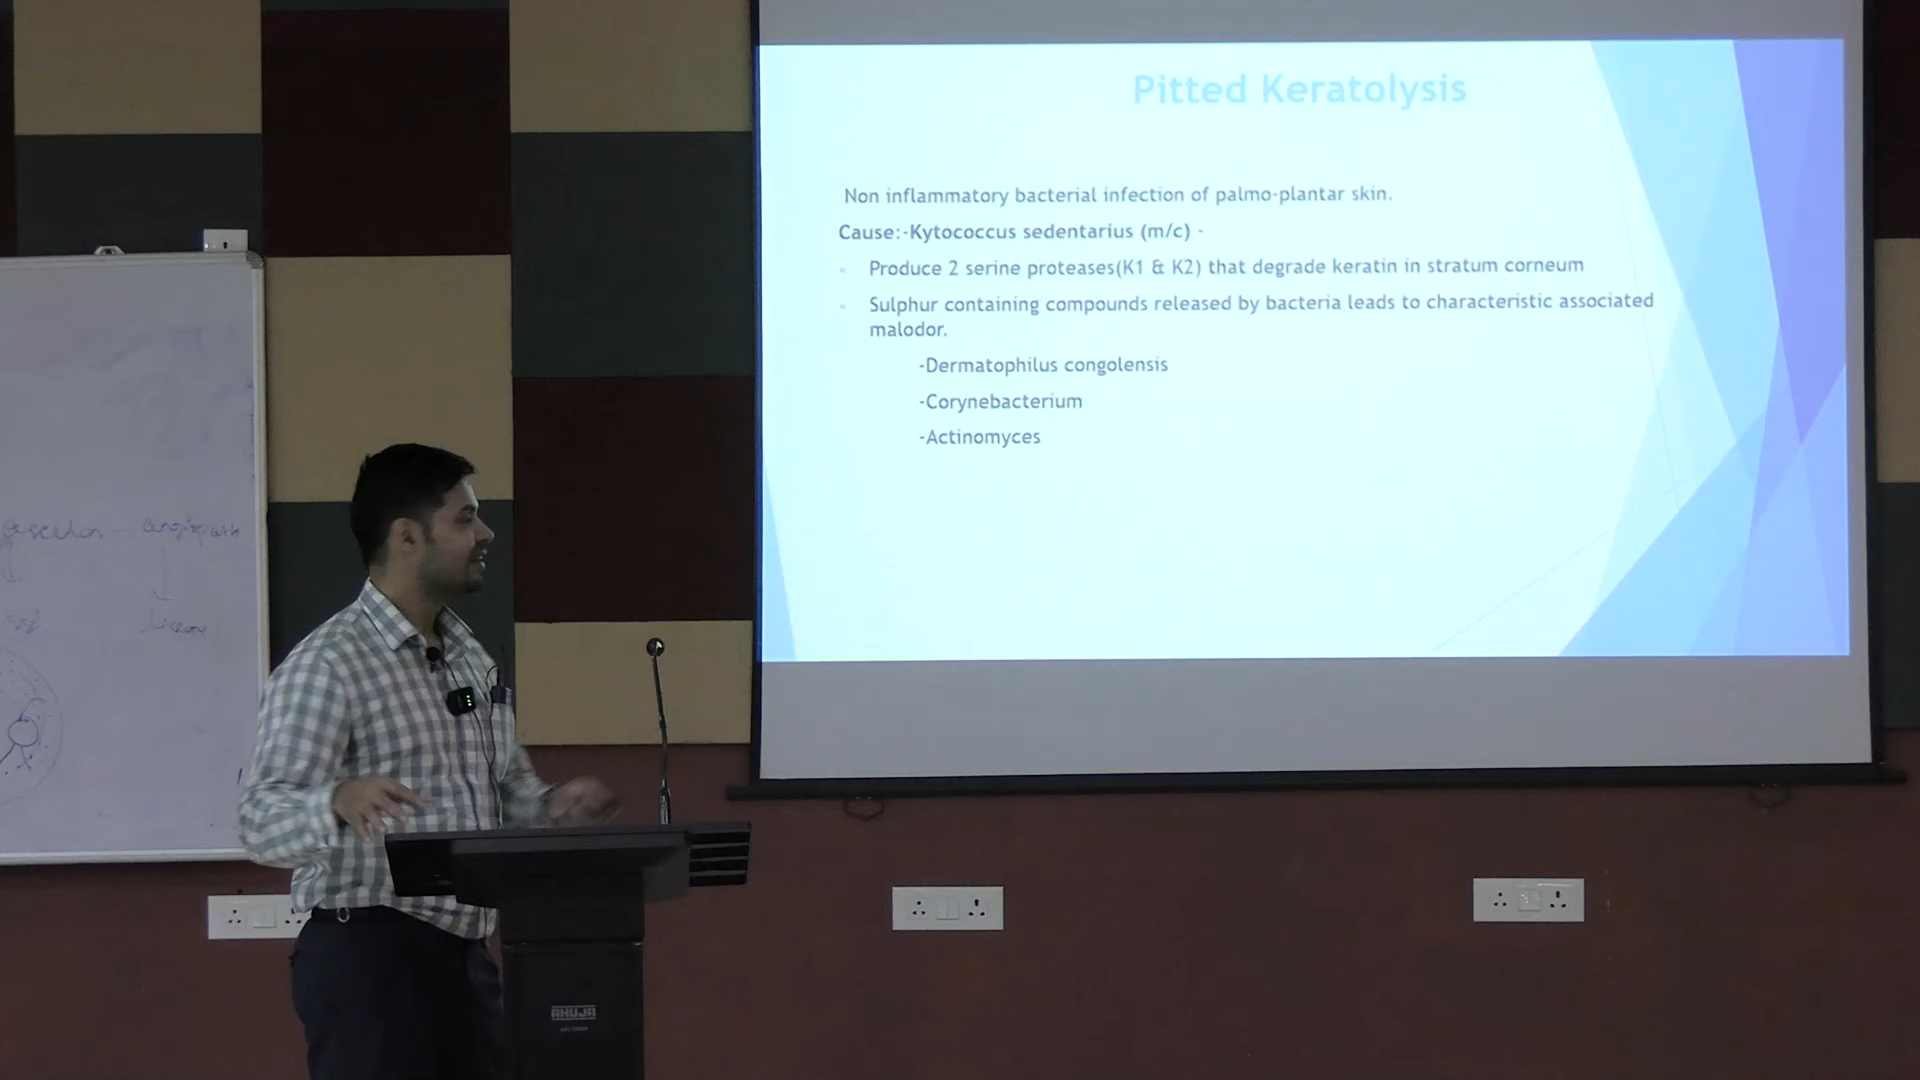 Pitted Keratolysis
Non inflammatory bacterial infection of palmo-plantar skin.
Cause:-Kytococcus sedentarius (m/c) -
Produce 2 serine proteases(K1 & K2) that degrade keratin in stratum corneum
Sulphur containing compounds released by bacteria leads to characteristic associated
malodor.
-Dermatophilus congolensis
-Corynebacterium
-Actinomyces
AHUJA